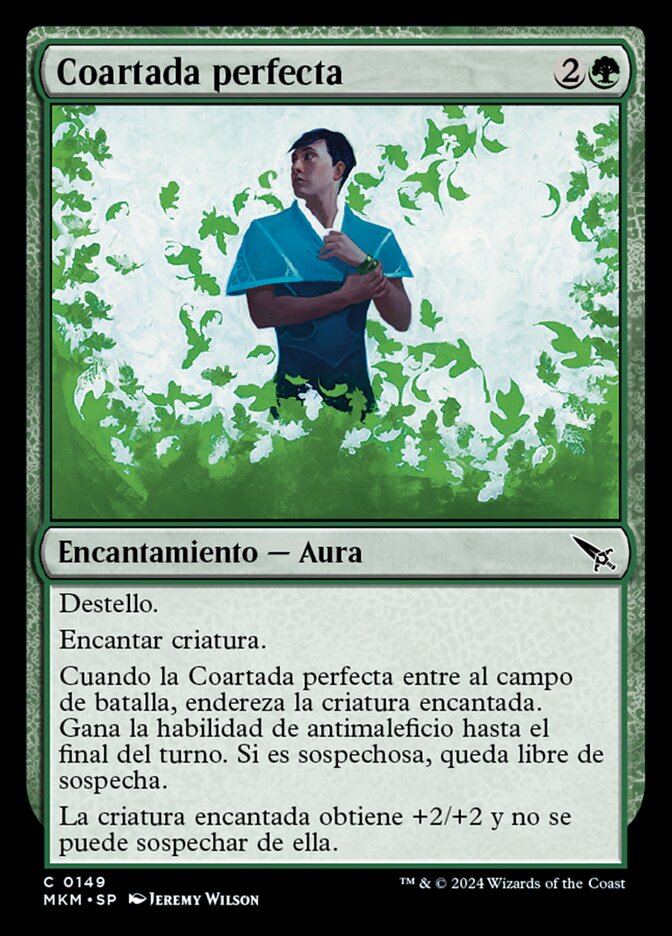 Coartada perfecta 2
Encantamiento — Aura
Destello.
Encantar criatura.
Cuando la Coartada perfecta entre al campo
de batalla, endereza la criatura encantada.
Gana la habilidad de antimaleficio hasta el
final del turno. Si es sospechosa, queda libre de
sospecha.
La criatura encantada obtiene +2/+2 y no se
puede sospechar de ella.
C 0149
MKM • SP Jeremy Wilson
™ & © 2024 Wizards of the Coast